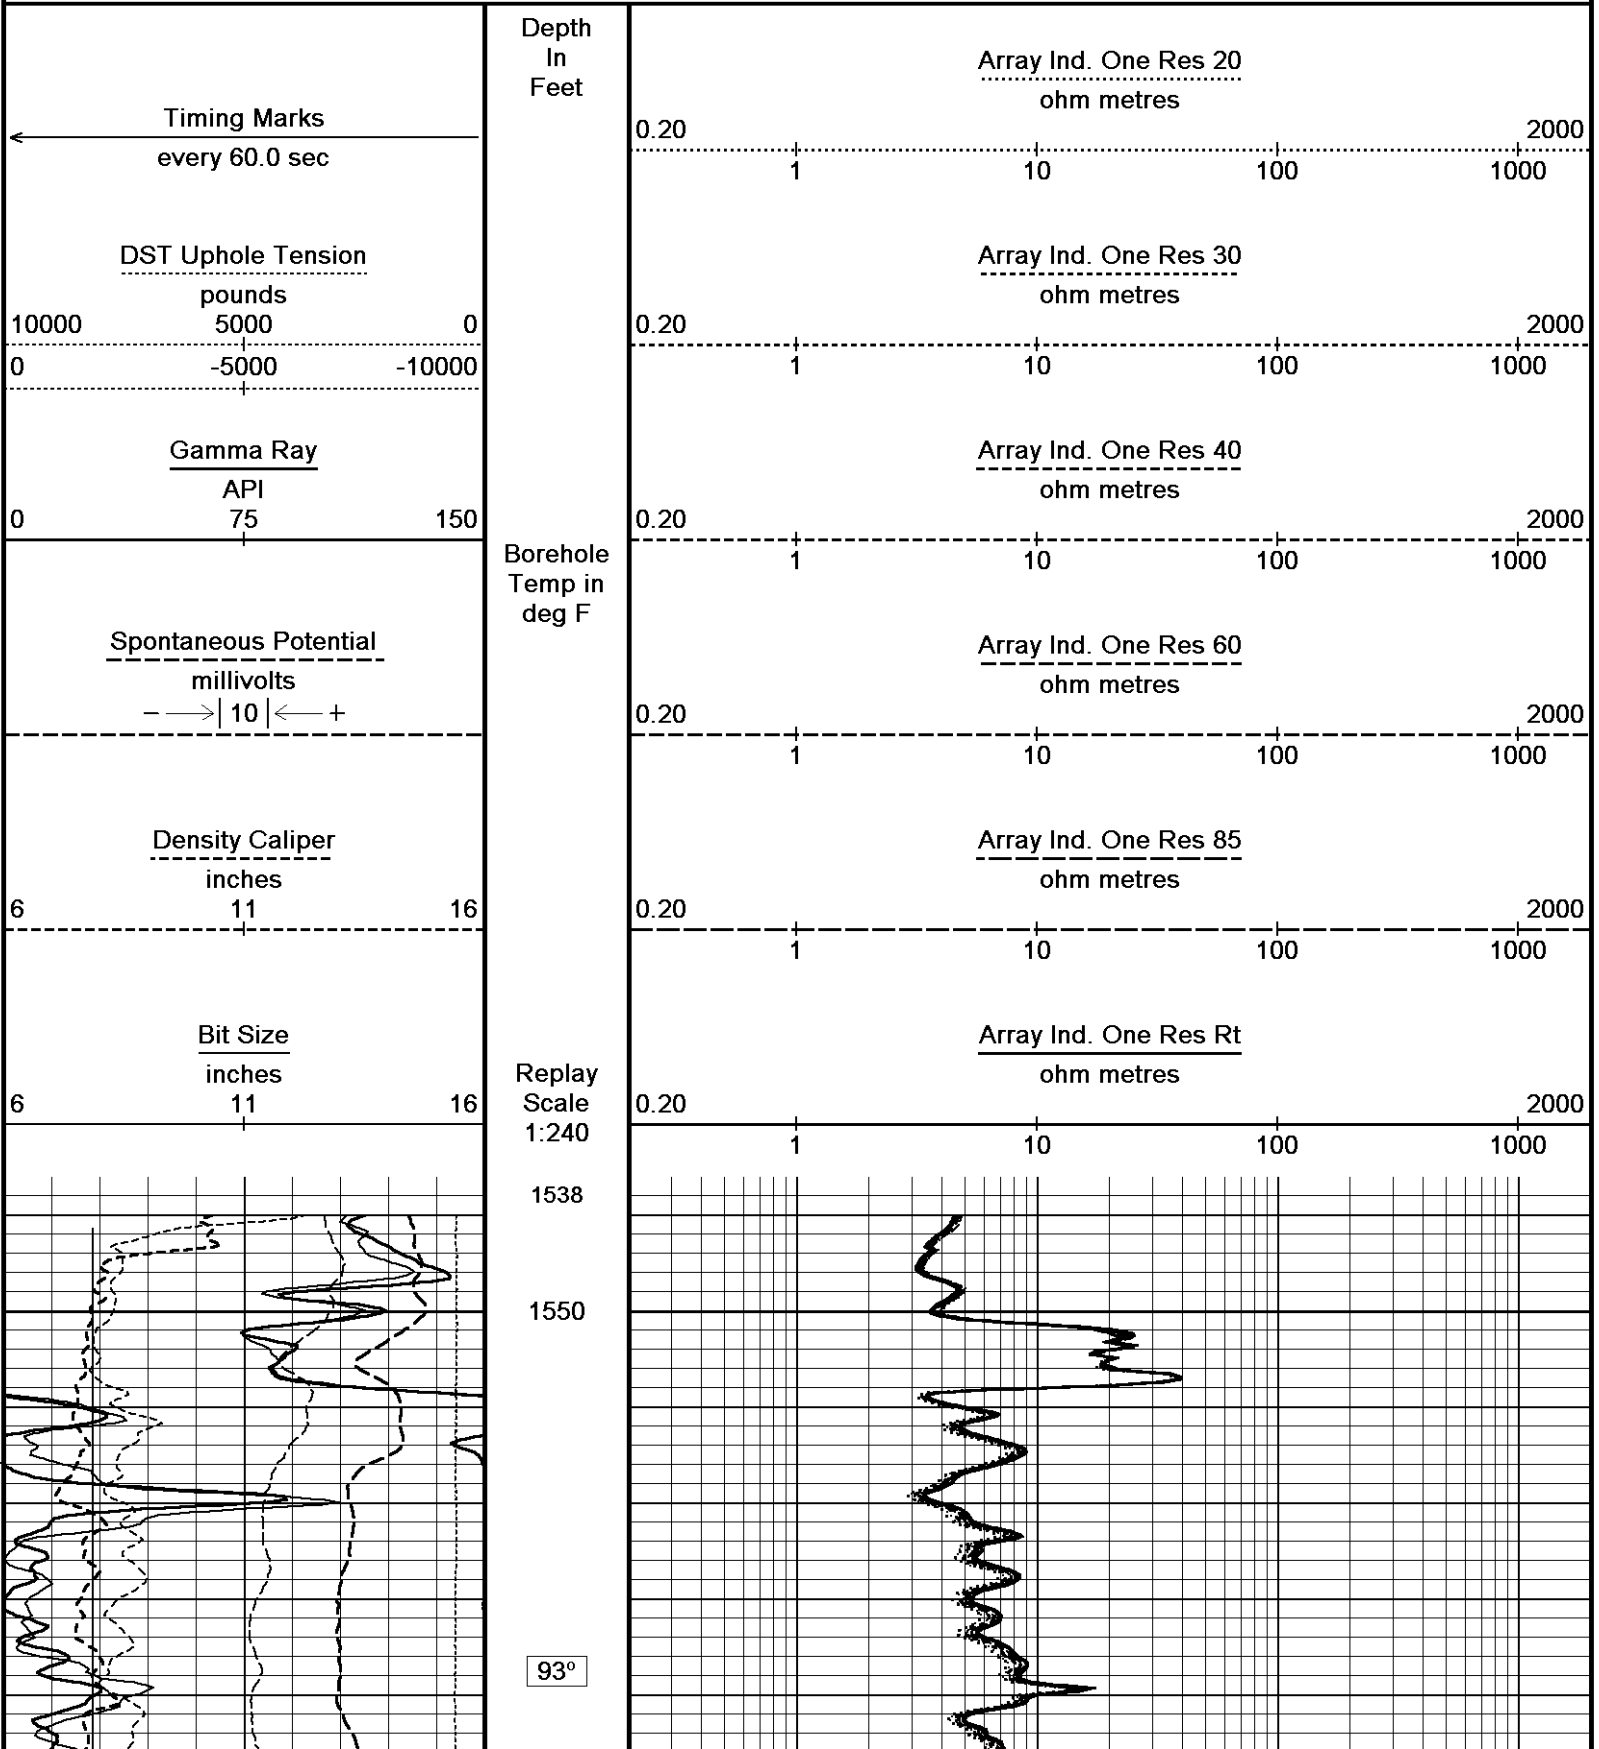 Timing Marks
every 60.0 sec
DST Uphole Tension
pounds
10000 5000 0
0 -5000 -10000
Gamma Ray
API
0 75 150
Spontaneous Potential
millivolts
− 10 +
Density Caliper
inches
6 11 16
Bit Size
inches
6 11 16
Depth
In
Feet
Borehole
Temp in
deg F
Replay
Scale
1:240
1538
1550
93°
Array Ind. One Res 20
ohm metres
0.20 2000
1 10 100 1000
Array Ind. One Res 30
ohm metres
0.20 2000
1 10 100 1000
Array Ind. One Res 40
ohm metres
0.20 2000
1 10 100 1000
Array Ind. One Res 60
ohm metres
0.20 2000
1 10 100 1000
Array Ind. One Res 85
ohm metres
0.20 2000
1 10 100 1000
Array Ind. One Res Rt
ohm metres
0.20 2000
1 10 100 1000